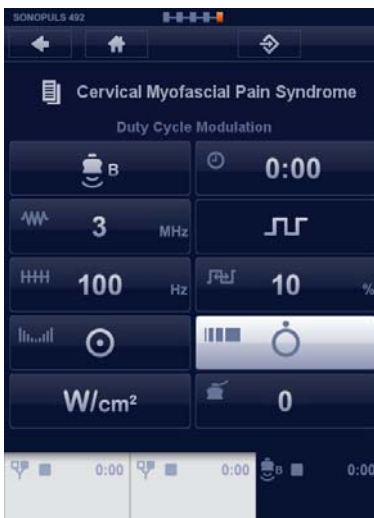 SONOPULS 492
Cervical Myofascial Pain Syndrome
Duty Cycle Modulation
B
0:00
3 MHz
100 Hz
10 %
W/cm²
0
0:00
0:00
B
0:00